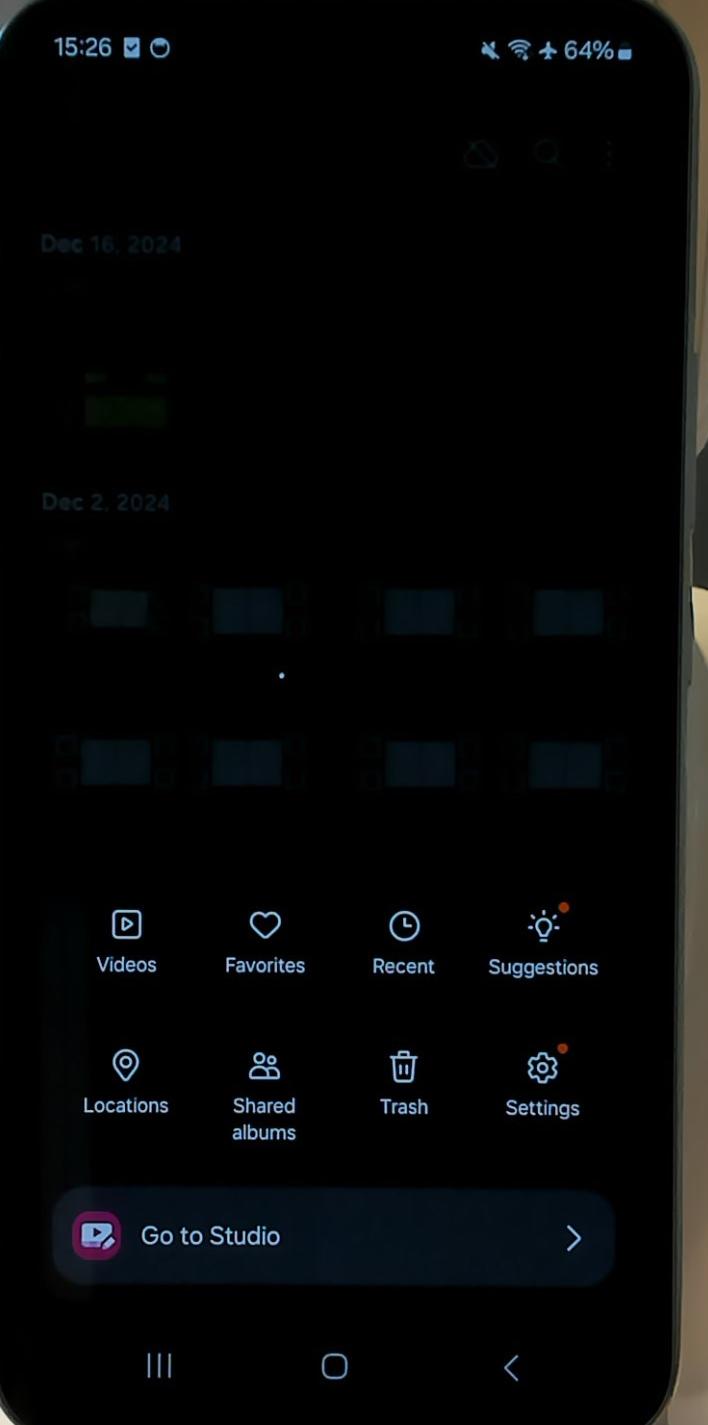 15:26
64%
Dec 16, 2024
Dec 2, 2024
Videos Favorites Recent Suggestions
Locations Shared albums Trash Settings
Go to Studio